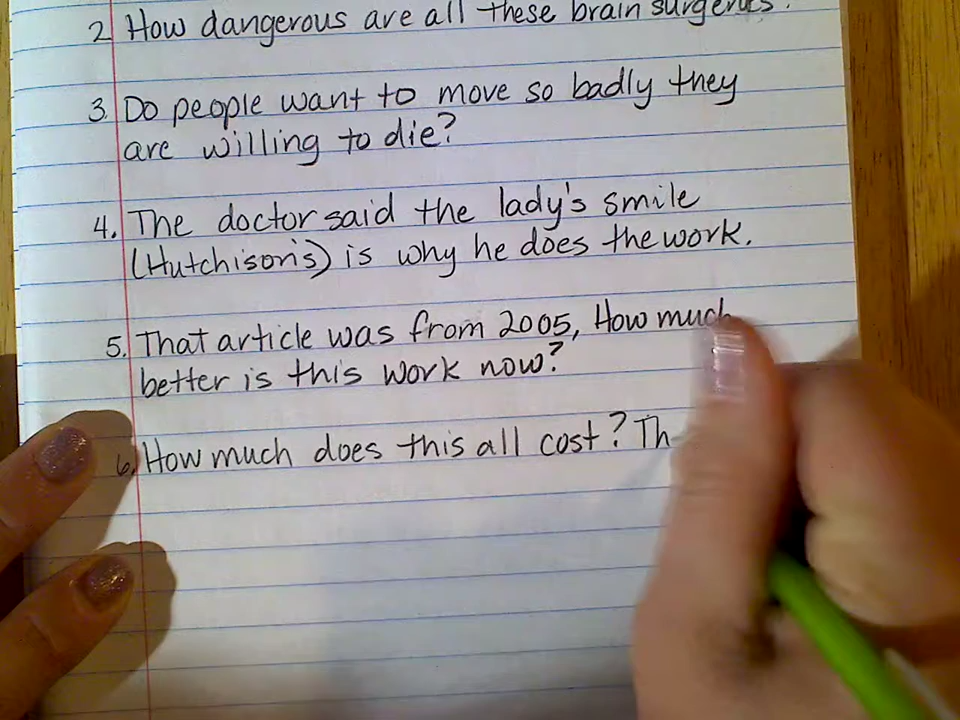 2. How dangerous are all these brain surgeries?
3. Do people want to move so badly they
are willing to die?
4. The doctor said the lady's smile
(Hutchison's) is why he does the work.
5. That article was from 2005, How much
better is this work now?
6. How much does this all cost? Th